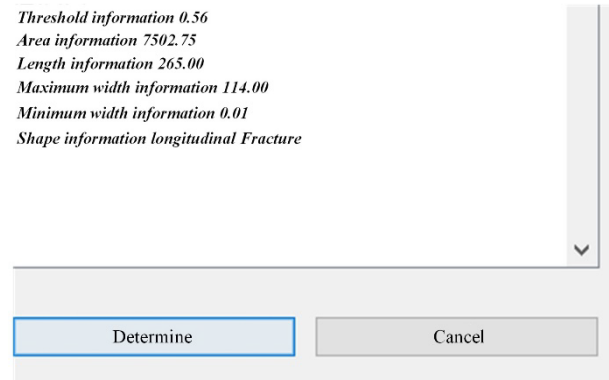 Threshold information 0.56
Area information 7502.75
Length information 265.00
Maximum width information 114.00
Minimum width information 0.01
Shape information longitudinal Fracture
Determine
Cancel